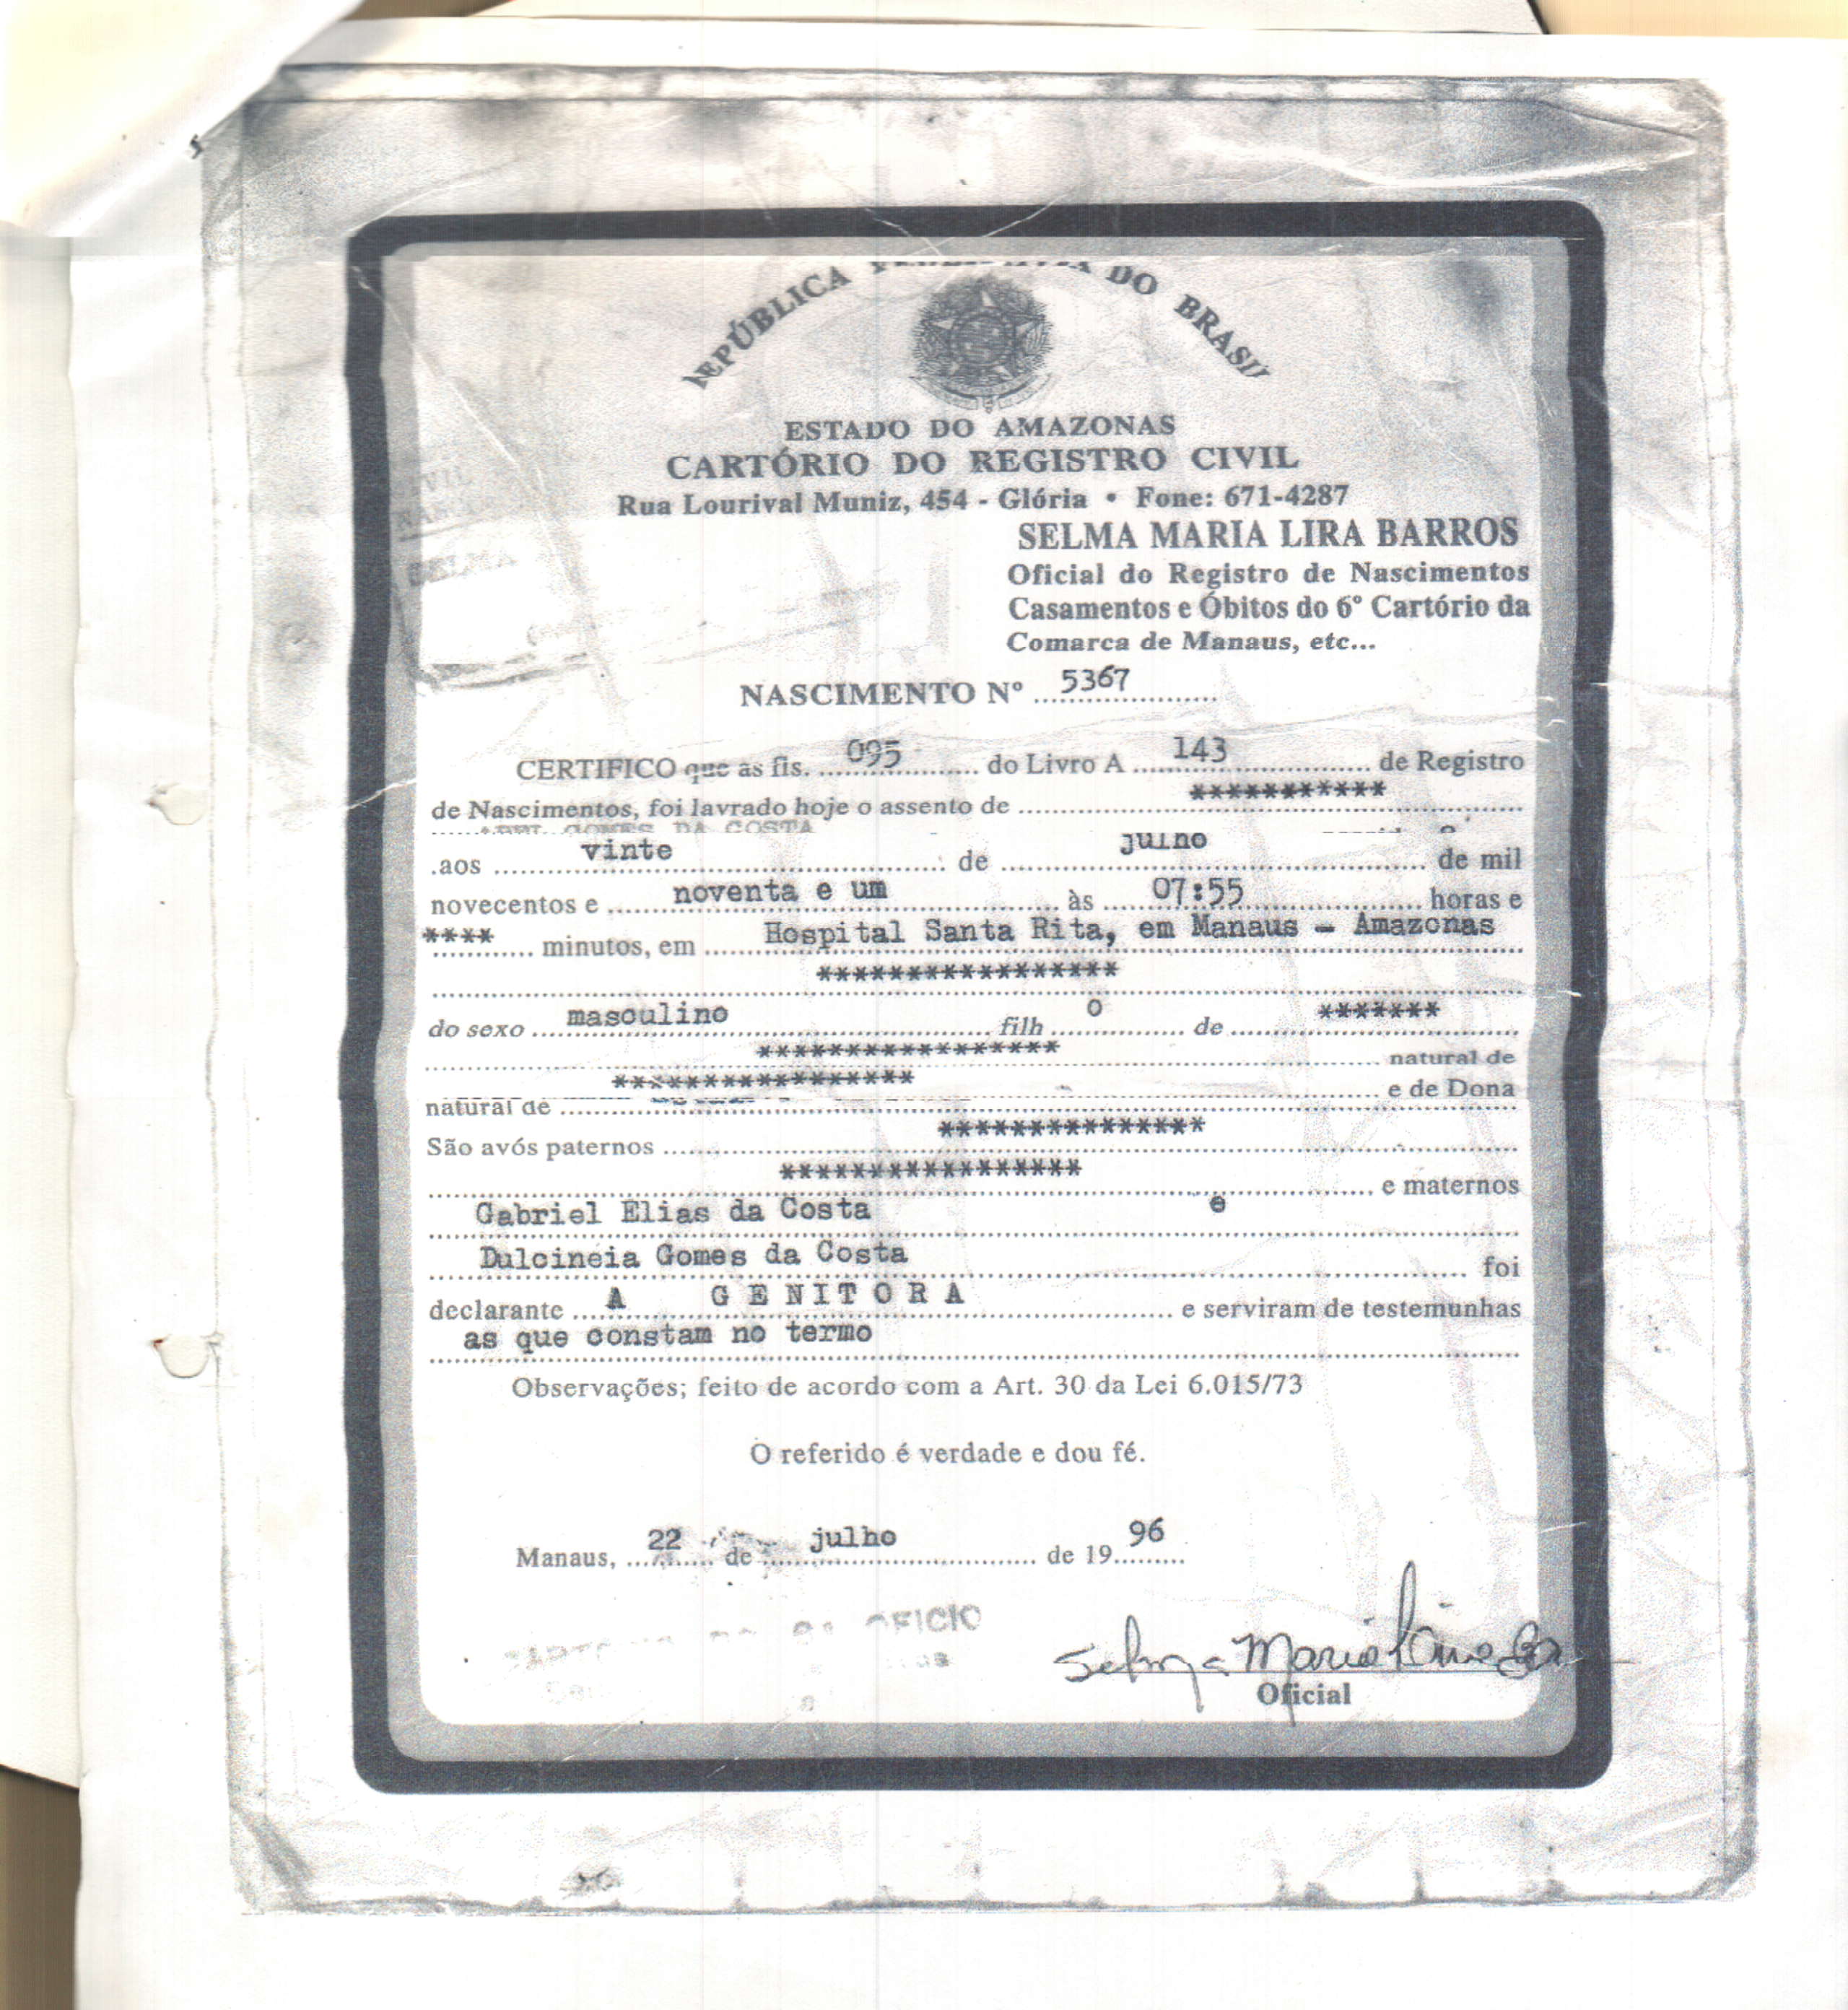 REPÚBLICA DO BRASIL
ESTADO DO AMAZONAS
CARTÓRIO DO REGISTRO CIVIL
Rua Lourival Muniz, 454 - Glória • Fone: 671-4287
SELMA MARIA LIRA BARROS
Oficial do Registro de Nascimentos
Casamentos e Óbitos do 6º Cartório da
Comarca de Manaus, etc...
NASCIMENTO Nº 5367
CERTIFICO que às fls. 095 do Livro A 143 de Registro
de Nascimentos, foi lavrado hoje o assento de ***********
GOMES DA COSTA
aos vinte de julho de mil
novecentos e noventa e um às 07:55 horas e
**** minutos, em Hospital Santa Rita, em Manaus - Amazonas
*****************
do sexo masculino filh o de *******
***************** natural de
***************** e de Dona
natural de
São avós paternos ***************
***************** e maternos
Gabriel Elias da Costa e
Dulcineia Gomes da Costa foi
declarante A GENITORA e serviram de testemunhas
as que constam no termo
Observações; feito de acordo com a Art. 30 da Lei 6.015/73
O referido é verdade e dou fé.
Manaus, 22 de julho de 1996
OFICIO
Selma Maria Lira
Oficial